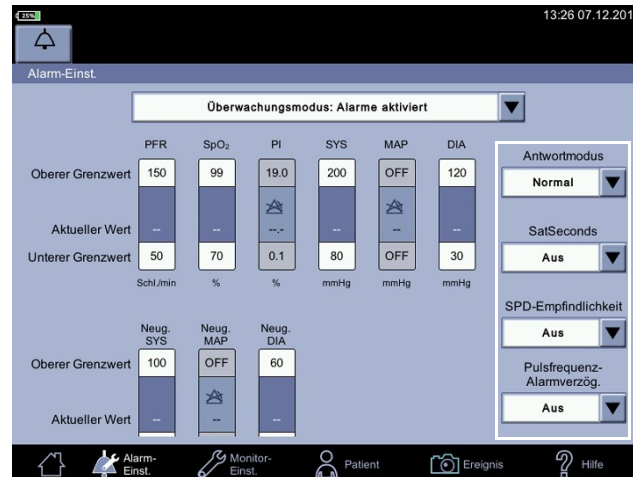 25%
13:26 07.12.201
Alarm-Einst.
Überwachungsmodus: Alarme aktiviert
PFR SpO₂ PI SYS MAP DIA
Oberer Grenzwert 150 99 19.0 200 OFF 120
Aktueller Wert -- -- --.- -- -- --
Unterer Grenzwert 50 70 0.1 80 OFF 30
Schl./min % % mmHg mmHg mmHg
Neug. Neug. Neug.
SYS MAP DIA
Oberer Grenzwert 100 OFF 60
Aktueller Wert -- -- --
Antwortmodus
Normal
SatSeconds
Aus
SPD-Empfindlichkeit
Aus
Pulsfrequenz-
Alarmverzög.
Aus
Alarm-
Einst.
Monitor-
Einst.
Patient
Ereignis
Hilfe